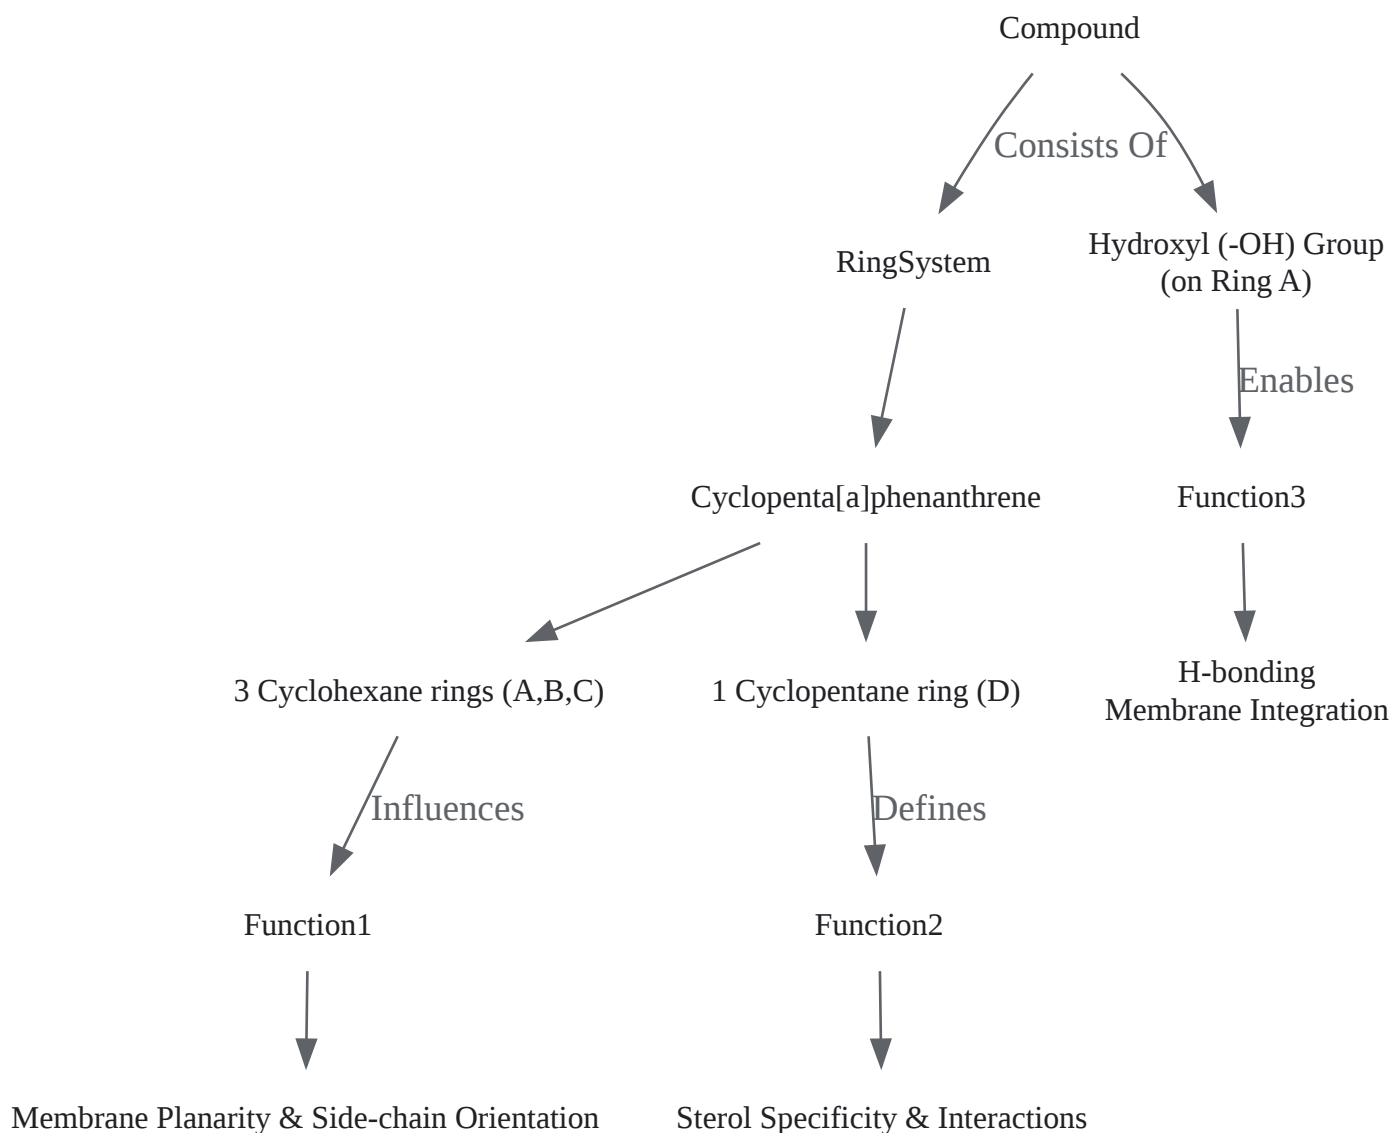 Compound
Consists Of
RingSystem
Hydroxyl (-OH) Group
(on Ring A)
Enables
Cyclopenta[a]phenanthrene
Function3
3 Cyclohexane rings (A,B,C)
1 Cyclopentane ring (D)
H-bonding
Membrane Integration
Influences
Defines
Function1
Function2
Membrane Planarity & Side-chain Orientation
Sterol Specificity & Interactions